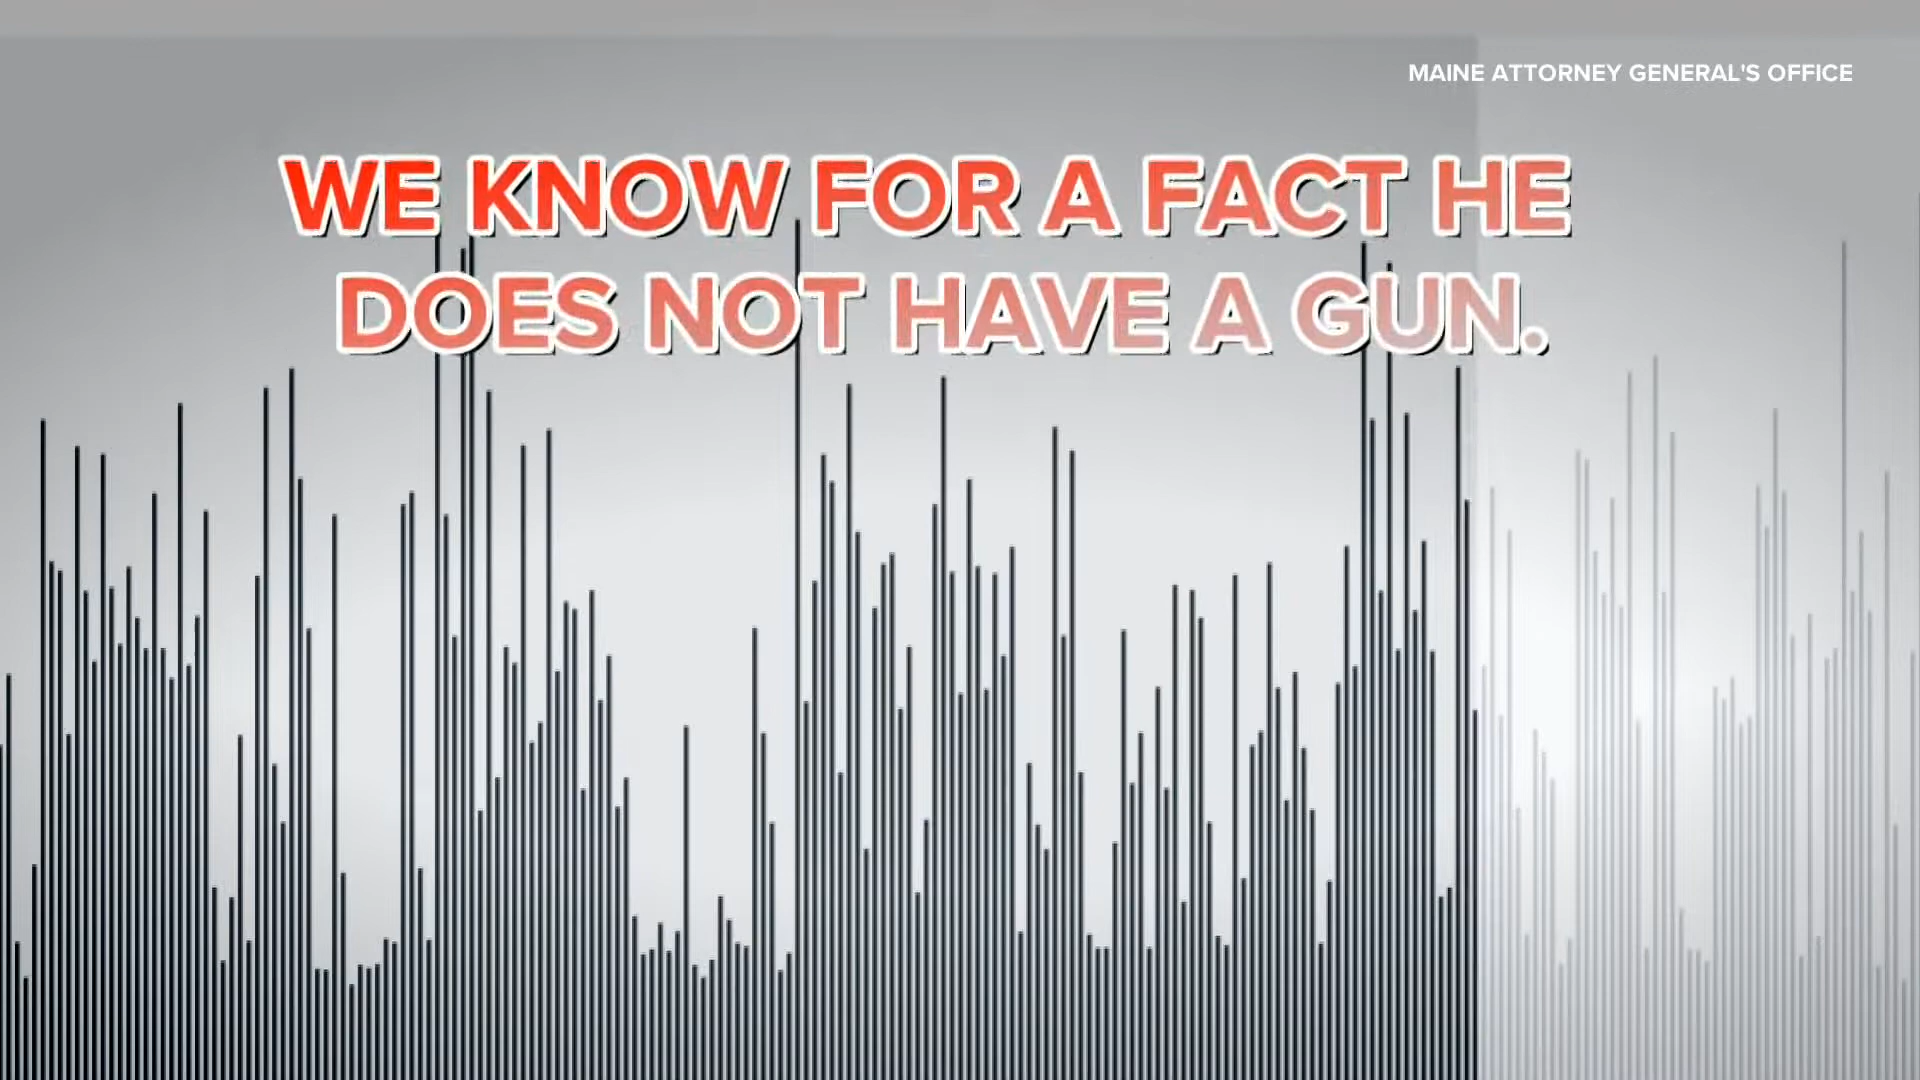 MAINE ATTORNEY GENERAL'S OFFICE
WE KNOW FOR A FACT HE
DOES NOT HAVE A GUN.